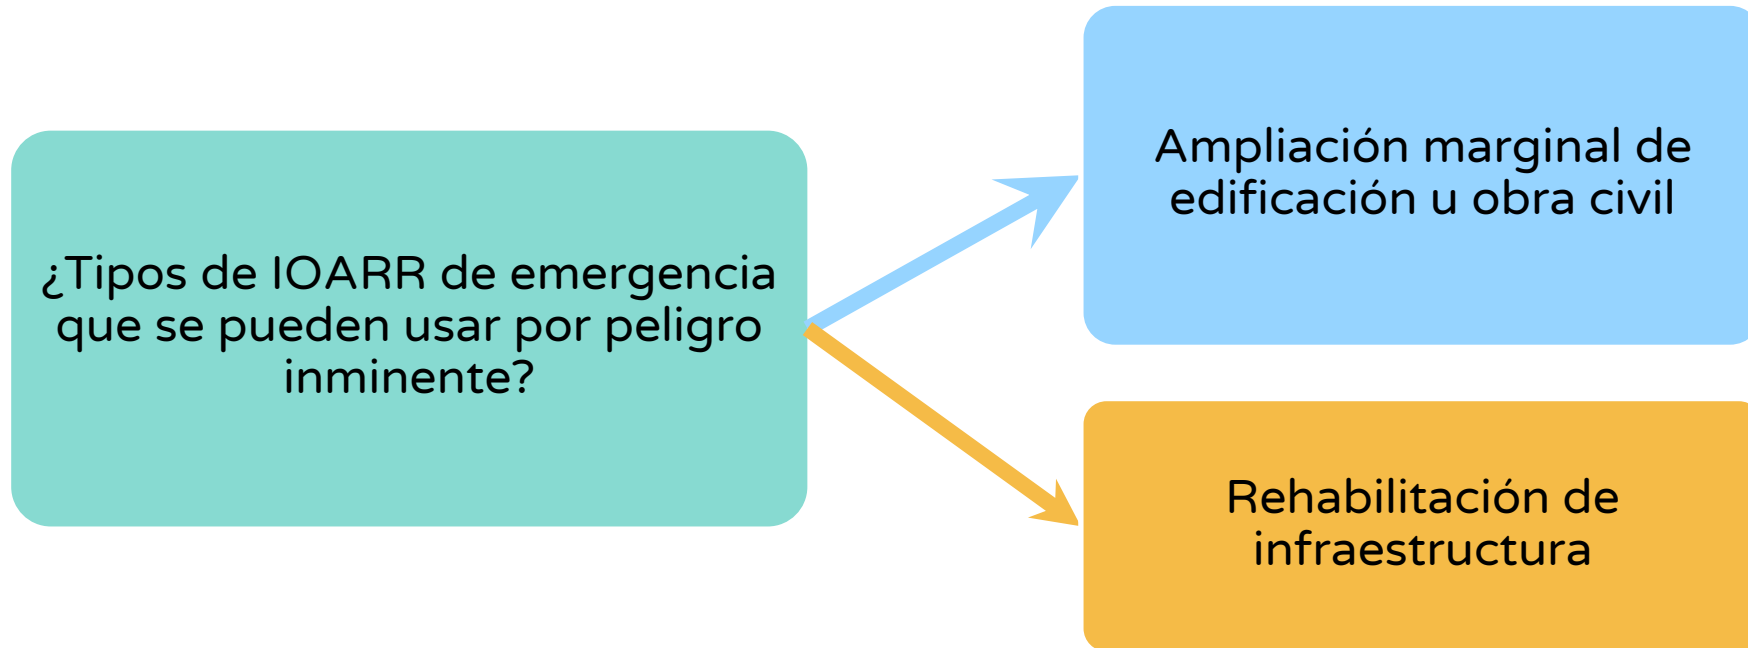 ¿Tipos de IOARR de emergencia
que se pueden usar por peligro
inminente?
Ampliación marginal de
edificación u obra civil
Rehabilitación de
infraestructura